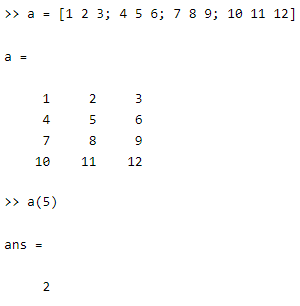 >> a = [1 2 3; 4 5 6; 7 8 9; 10 11 12]
a =
1 2 3
4 5 6
7 8 9
10 11 12
>> a(5)
ans =
2